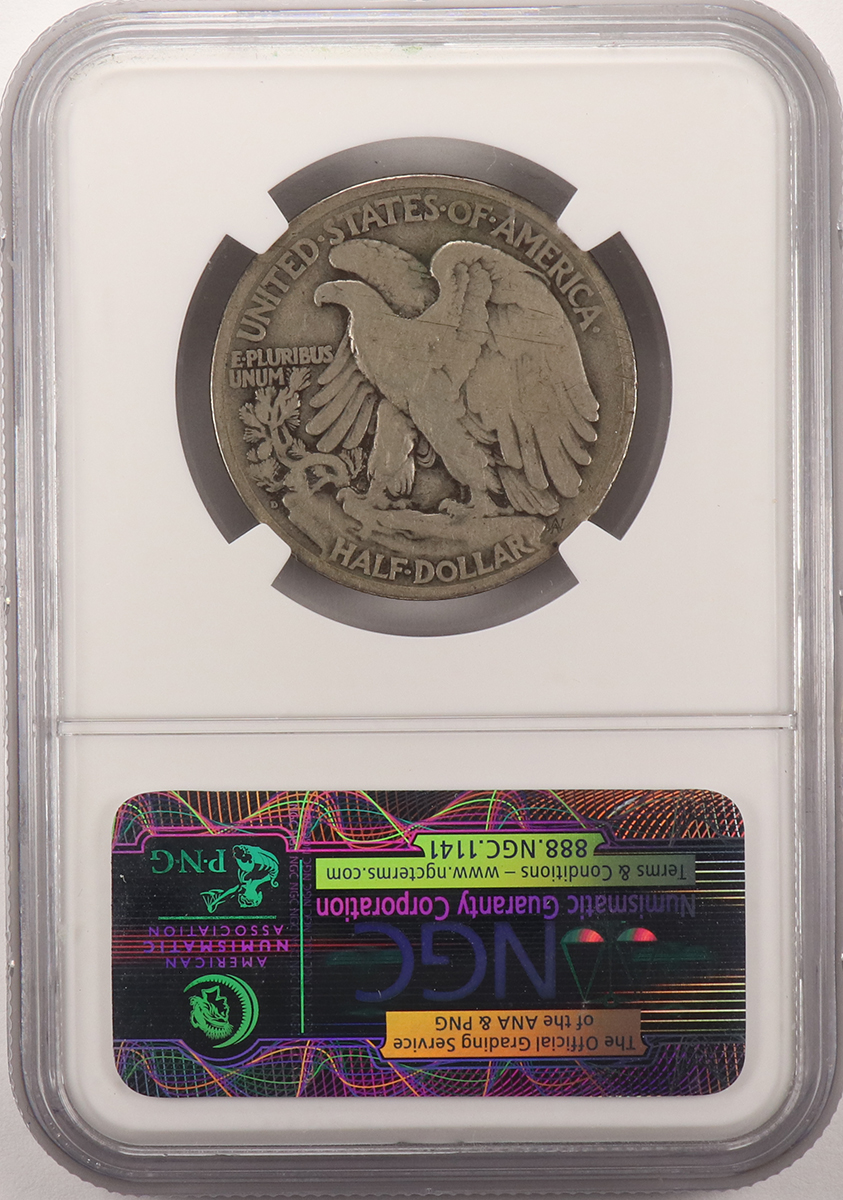 UNITED·STATES·OF·AMERICA·
E·PLURIBUS
UNUM
D
AW
HALF·DOLLAR
The Official Grading Service
of the ANA & PNG
NGC
Numismatic Guaranty Corporation
Terms & Conditions – www.ngcterms.com
888.NGC.1141
AMERICAN
NUMISMATIC
ASSOCIATION
P·N·G